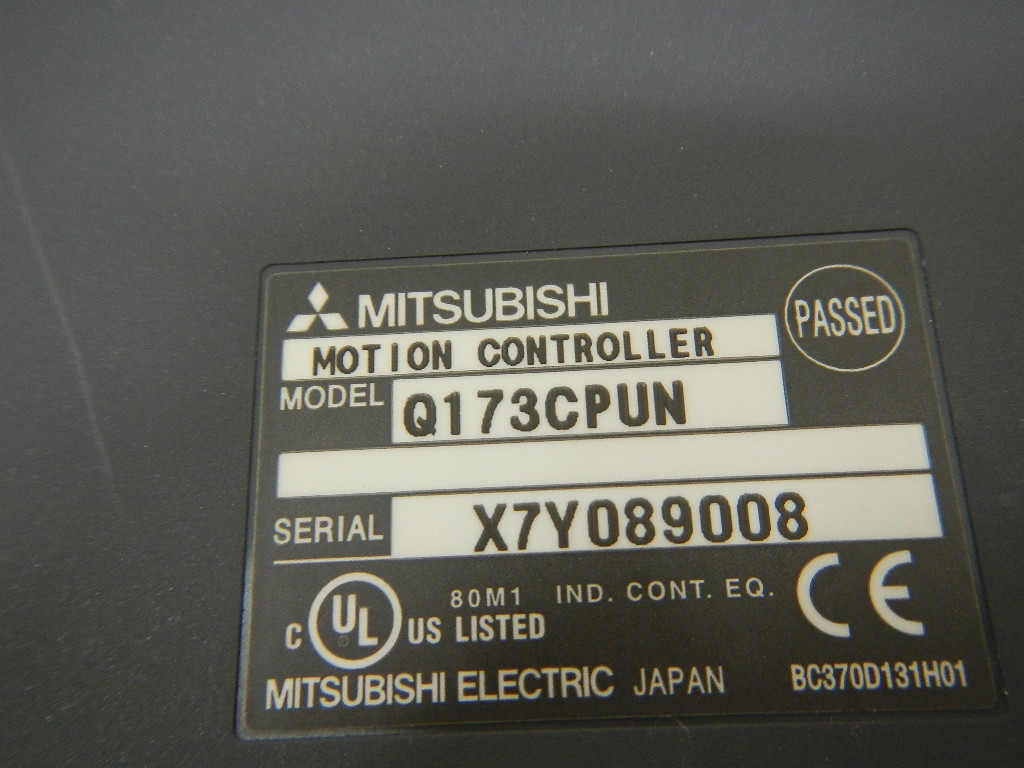 MITSUBISHI
PASSED
MOTION CONTROLLER
MODEL Q173CPUN
SERIAL X7Y089008
C UL US LISTED
80M1 IND. CONT. EQ.
CE
MITSUBISHI ELECTRIC JAPAN
BC370D131H01